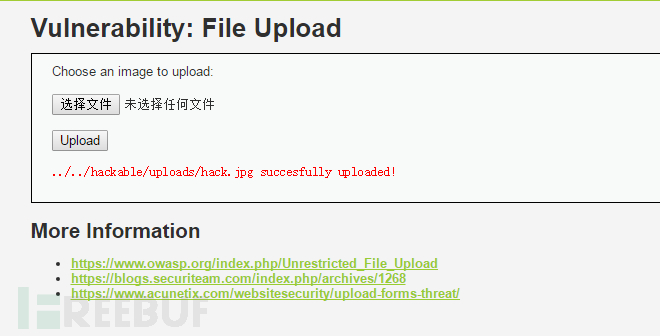 Vulnerability: File Upload
Choose an image to upload:
选择文件 未选择任何文件
Upload
../../hackable/uploads/hack.jpg succesfully uploaded!
More Information
https://www.owasp.org/index.php/Unrestricted_File_Upload
https://blogs.securiteam.com/index.php/archives/1268
https://www.acunetix.com/websitesecurity/upload-forms-threat/
FREEBUF